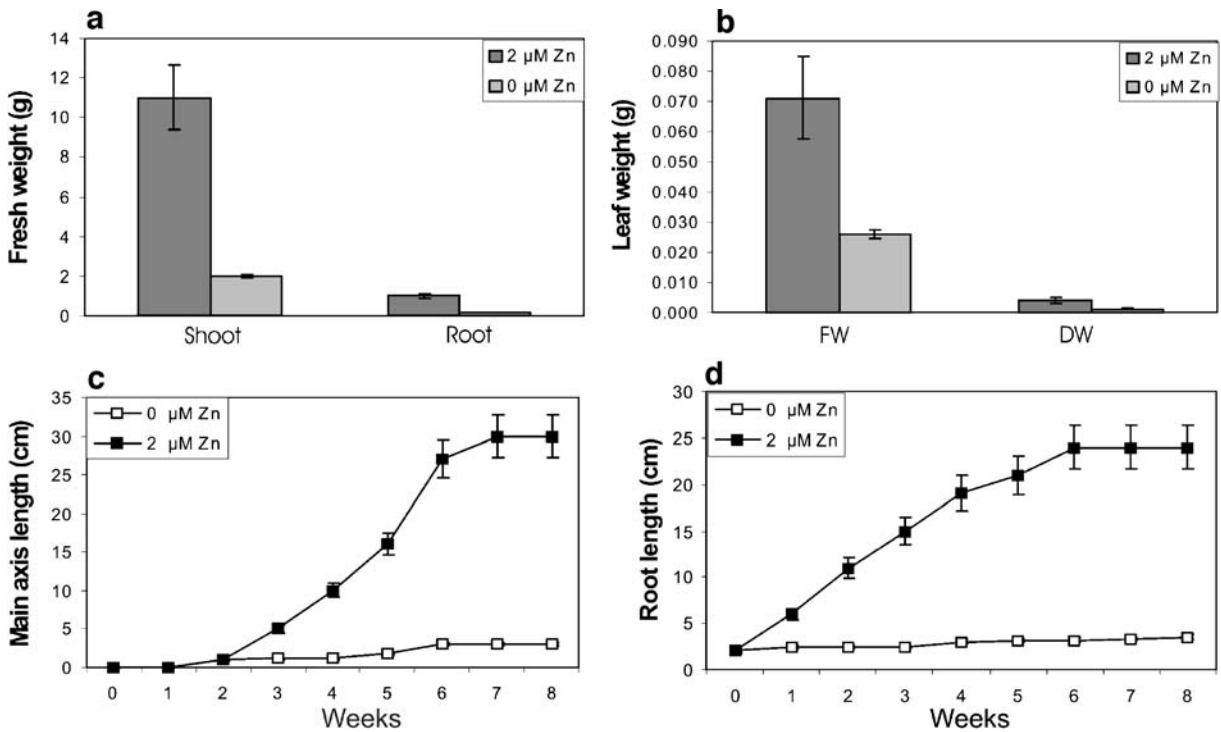 a
14
12
10
8
6
4
2
0
Fresh weight (g)
2 µM Zn
0 µM Zn
Shoot Root
b
0.090
0.080
0.070
0.060
0.050
0.040
0.030
0.020
0.010
0.000
Leaf weight (g)
2 µM Zn
0 µM Zn
FW DW
c
35
30
25
20
15
10
5
0
Main axis length (cm)
0 µM Zn
2 µM Zn
0 1 2 3 4 5 6 7 8
Weeks
d
30
25
20
15
10
5
0
Root length (cm)
0 µM Zn
2 µM Zn
0 1 2 3 4 5 6 7 8
Weeks